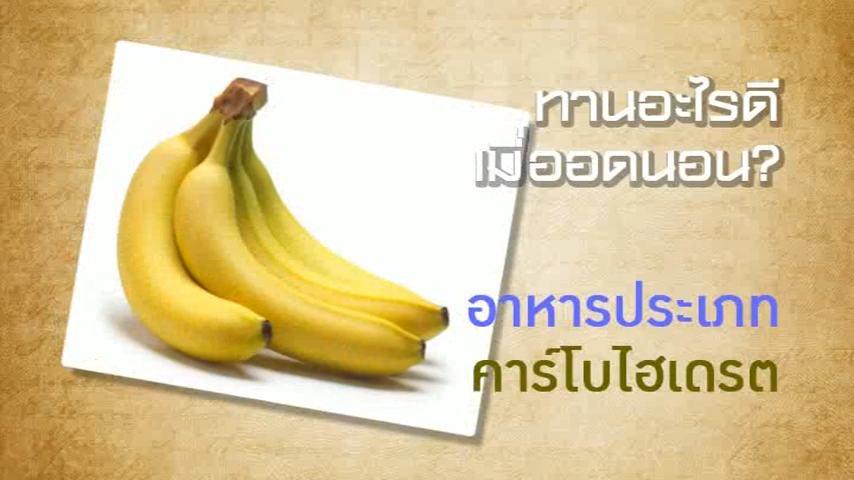 ทานอะไรดี
เมื่ออดนอน?
อาหารประเภท
คาร์โบไฮเดรต